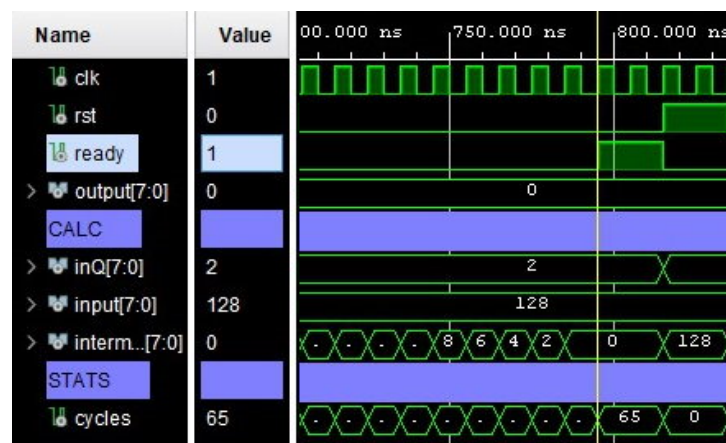 Name Value 00.000 ns 750.000 ns 800.000 ns
clk 1
rst 0
ready 1
> output[7:0] 0 0
CALC
> inQ[7:0] 2 2
> input[7:0] 128 128
> interm...[7:0] 0 . . . . 8 6 4 2 0 128
STATS
cycles 65 . . . . . . . . . 65 0